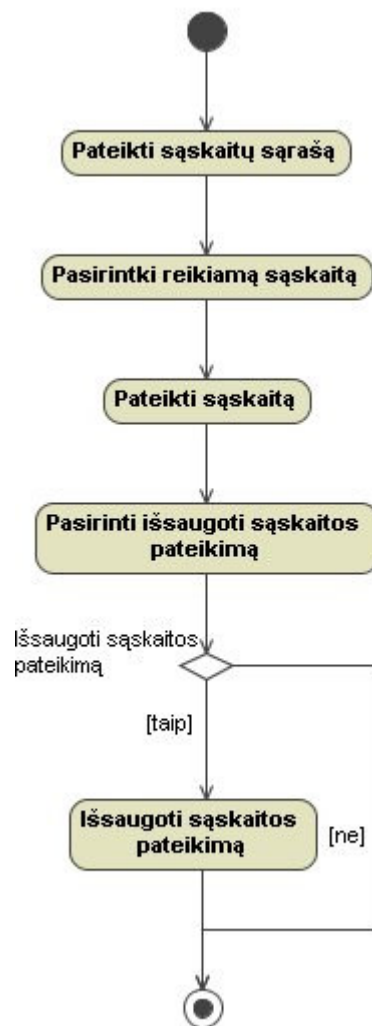 Pateikti sąskaitų sąrašą
Pasirintki reikiamą sąskaitą
Pateikti sąskaitą
Pasirinti išsaugoti sąskaitos
pateikimą
Išsaugoti sąskaitos
pateikimą
[taip]
Išsaugoti sąskaitos
pateikimą
[ne]